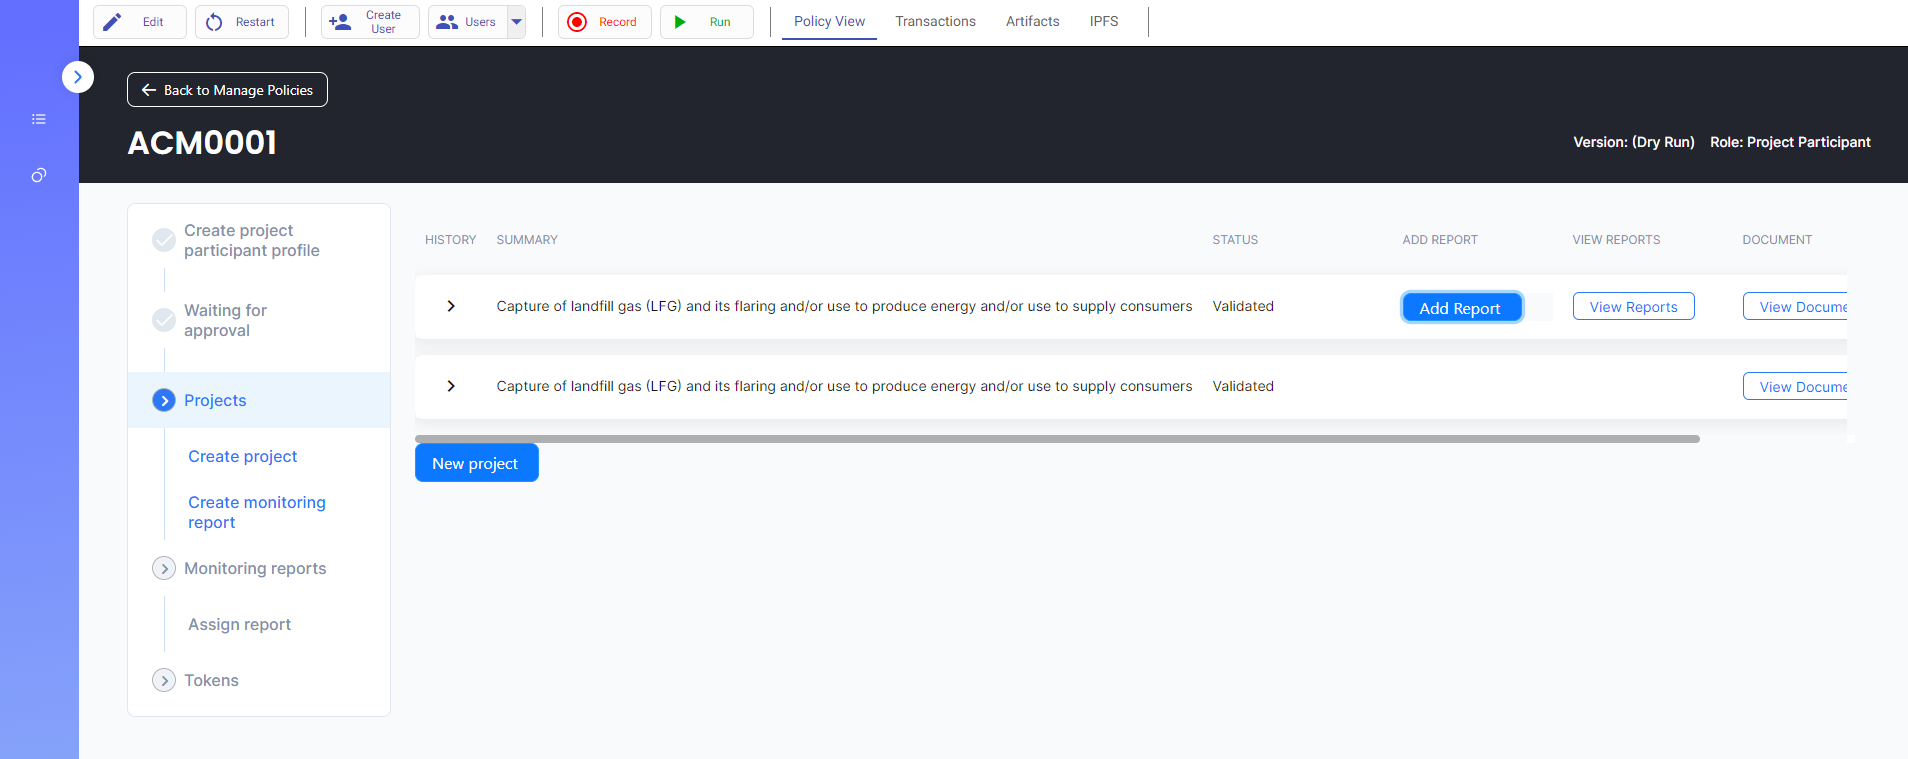 Edit
Restart
Create
User
Users
Record
Run
Policy View
Transactions
Artifacts
IPFS
Back to Manage Policies
ACM0001
Version: (Dry Run)
Role: Project Participant
Create project
participant profile
Waiting for
approval
Projects
Create project
Create monitoring
report
Monitoring reports
Assign report
Tokens
HISTORY SUMMARY STATUS ADD REPORT VIEW REPORTS DOCUMENT
Capture of landfill gas (LFG) and its flaring and/or use to produce energy and/or use to supply consumers Validated Add Report View Reports View Docume
Capture of landfill gas (LFG) and its flaring and/or use to produce energy and/or use to supply consumers Validated View Docume
New project